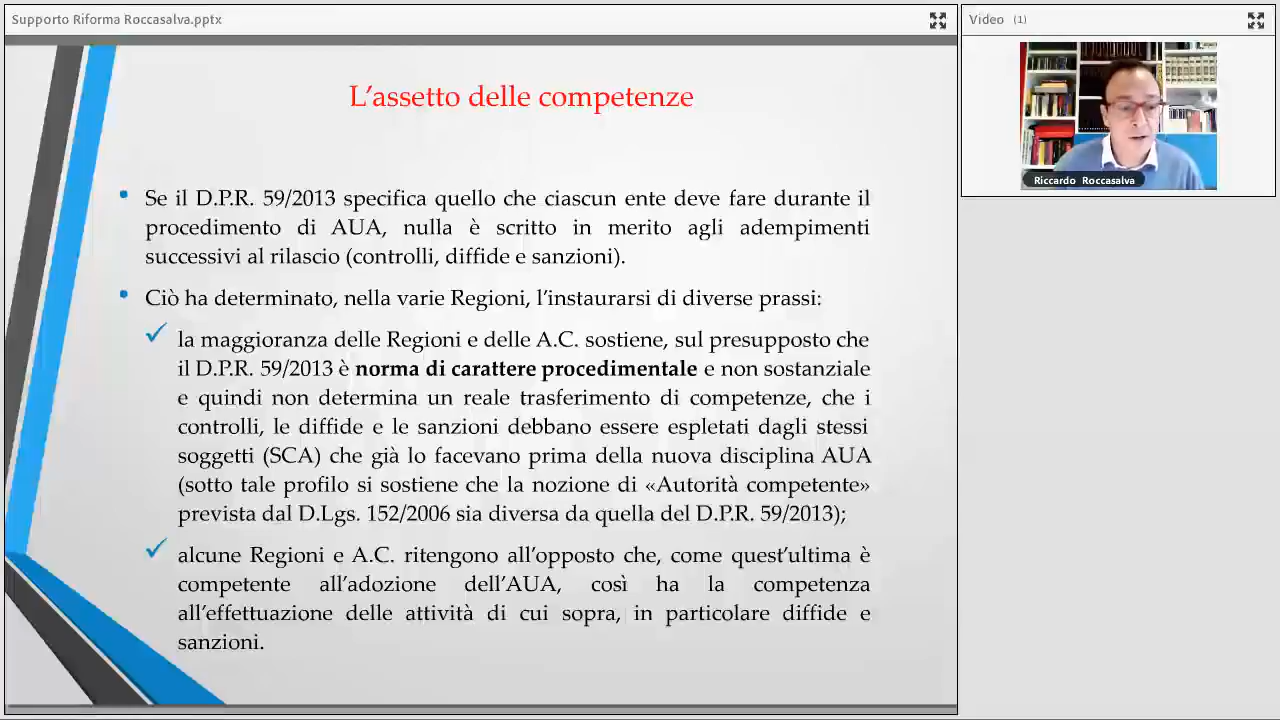 Supporto Riforma Roccasalva.pptx
Video (1)
L'assetto delle competenze
Riccardo Roccasalva
• Se il D.P.R. 59/2013 specifica quello che ciascun ente deve fare durante il
procedimento di AUA, nulla è scritto in merito agli adempimenti
successivi al rilascio (controlli, diffide e sanzioni).
• Ciò ha determinato, nella varie Regioni, l'instaurarsi di diverse prassi:
✓ la maggioranza delle Regioni e delle A.C. sostiene, sul presupposto che
il D.P.R. 59/2013 è norma di carattere procedimentale e non sostanziale
e quindi non determina un reale trasferimento di competenze, che i
controlli, le diffide e le sanzioni debbano essere espletati dagli stessi
soggetti (SCA) che già lo facevano prima della nuova disciplina AUA
(sotto tale profilo si sostiene che la nozione di «Autorità competente»
prevista dal D.Lgs. 152/2006 sia diversa da quella del D.P.R. 59/2013);
✓ alcune Regioni e A.C. ritengono all'opposto che, come quest'ultima è
competente all'adozione dell'AUA, così ha la competenza
all'effettuazione delle attività di cui sopra, in particolare diffide e
sanzioni.